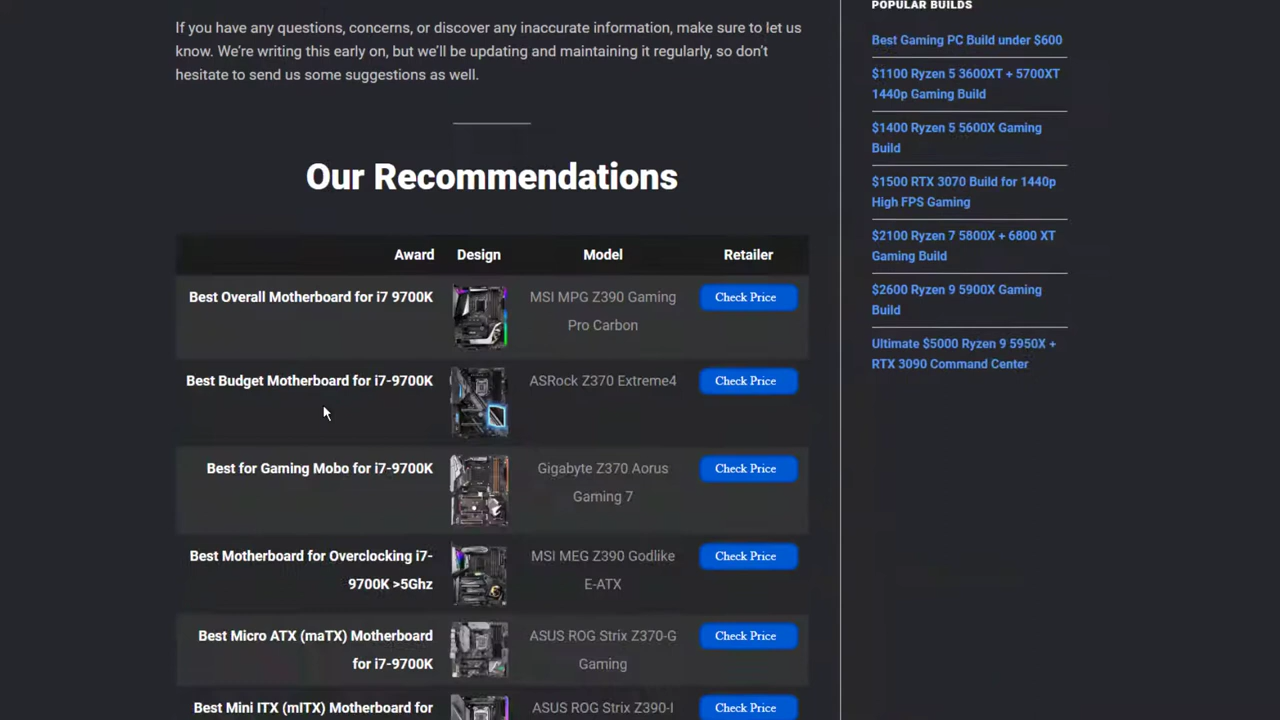 If you have any questions, concerns, or discover any inaccurate information, make sure to let us
know. We're writing this early on, but we'll be updating and maintaining it regularly, so don't
hesitate to send us some suggestions as well.
Our Recommendations
Award Design Model Retailer
Best Overall Motherboard for i7 9700K MSI MPG Z390 Gaming Check Price
Pro Carbon
Best Budget Motherboard for i7-9700K ASRock Z370 Extreme4 Check Price
Best for Gaming Mobo for i7-9700K Gigabyte Z370 Aorus Check Price
Gaming 7
Best Motherboard for Overclocking i7- MSI MEG Z390 Godlike Check Price
9700K >5Ghz E-ATX
Best Micro ATX (maTX) Motherboard ASUS ROG Strix Z370-G Check Price
for i7-9700K Gaming
Best Mini ITX (mITX) Motherboard for ASUS ROG Strix Z390-I Check Price
POPULAR BUILDS
Best Gaming PC Build under $600
$1100 Ryzen 5 3600XT + 5700XT
1440p Gaming Build
$1400 Ryzen 5 5600X Gaming
Build
$1500 RTX 3070 Build for 1440p
High FPS Gaming
$2100 Ryzen 7 5800X + 6800 XT
Gaming Build
$2600 Ryzen 9 5900X Gaming
Build
Ultimate $5000 Ryzen 9 5950X +
RTX 3090 Command Center